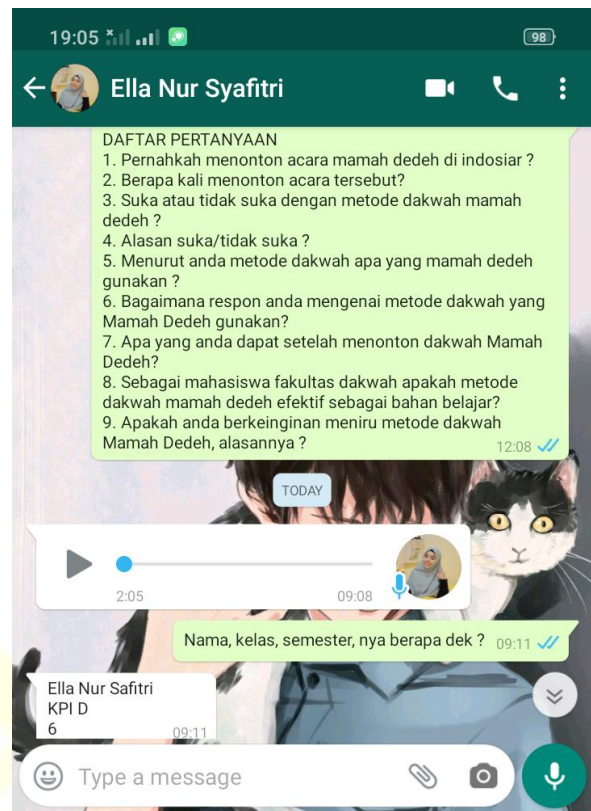 19:05
98
Ella Nur Syafitri
DAFTAR PERTANYAAN
1. Pernahkah menonton acara mamah dedeh di indosiar ?
2. Berapa kali menonton acara tersebut?
3. Suka atau tidak suka dengan metode dakwah mamah
dedeh ?
4. Alasan suka/tidak suka ?
5. Menurut anda metode dakwah apa yang mamah dedeh
gunakan ?
6. Bagaimana respon anda mengenai metode dakwah yang
Mamah Dedeh gunakan?
7. Apa yang anda dapat setelah menonton dakwah Mamah
Dedeh?
8. Sebagai mahasiswa fakultas dakwah apakah metode
dakwah mamah dedeh efektif sebagai bahan belajar?
9. Apakah anda berkeinginan meniru metode dakwah
Mamah Dedeh, alasannya ?
12:08
TODAY
2:05
09:08
Nama, kelas, semester, nya berapa dek ?
09:11
Ella Nur Safitri
KPI D
6
09:11
Type a message